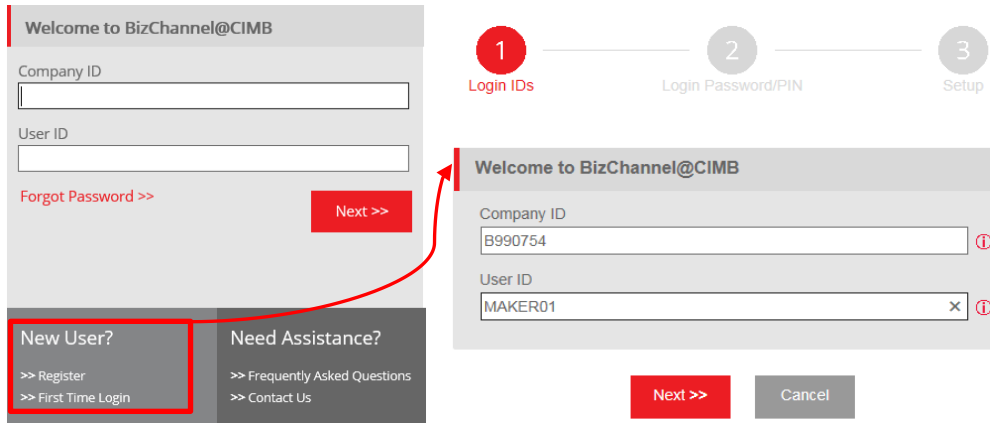 Welcome to BizChannel@CIMB
Company ID
User ID
Forgot Password >>
Next >>
New User?
>> Register
>> First Time Login
Need Assistance?
>> Frequently Asked Questions
>> Contact Us
1
Login IDs
2
Login Password/PIN
3
Setup
Welcome to BizChannel@CIMB
Company ID
B990754
User ID
MAKER01
Next >>
Cancel